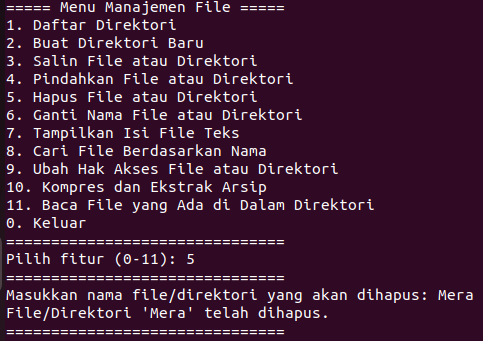 ===== Menu Manajemen File =====
1. Daftar Direktori
2. Buat Direktori Baru
3. Salin File atau Direktori
4. Pindahkan File atau Direktori
5. Hapus File atau Direktori
6. Ganti Nama File atau Direktori
7. Tampilkan Isi File Teks
8. Cari File Berdasarkan Nama
9. Ubah Hak Akses File atau Direktori
10. Kompres dan Ekstrak Arsip
11. Baca File yang Ada di Dalam Direktori
0. Keluar
===============================
Pilih fitur (0-11): 5
===============================
Masukkan nama file/direktori yang akan dihapus: Mera
File/Direktori 'Mera' telah dihapus.
===============================